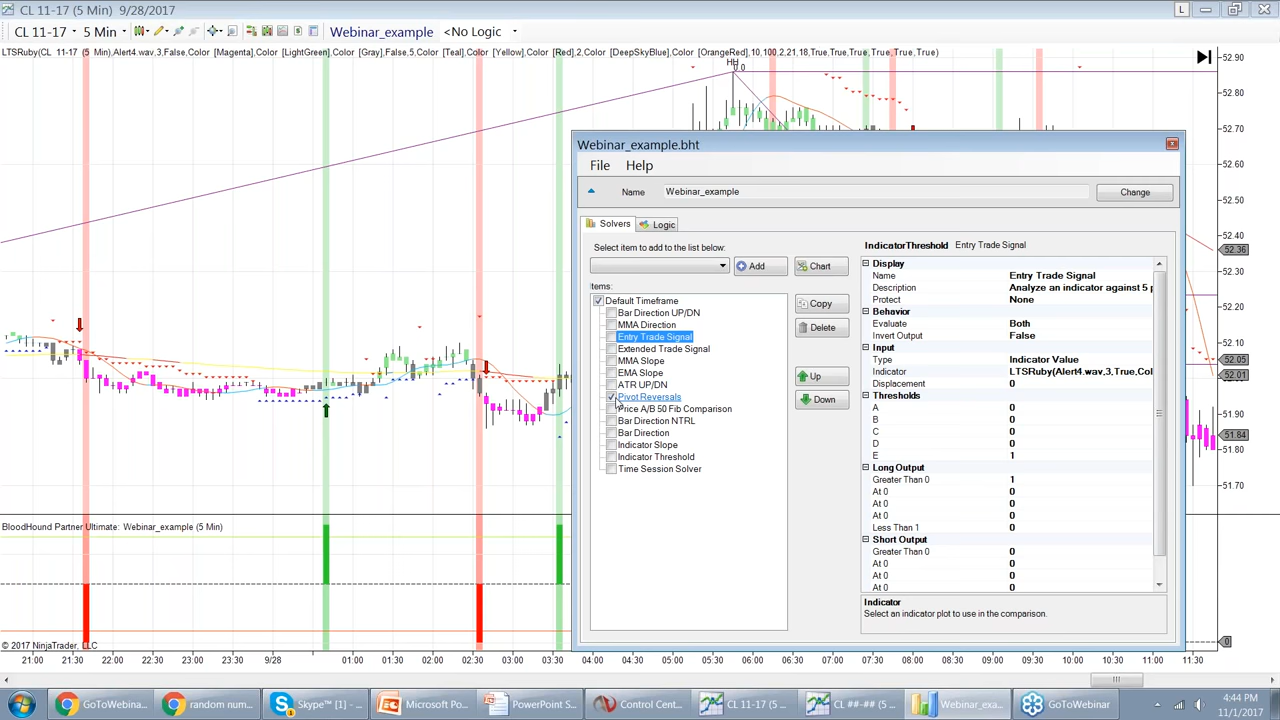 CL 11-17 (5 Min) 9/28/2017
L
CL 11-17
5 Min
Webinar_example
<No Logic>
LTSRuby(CL 11-17 (5 Min),Alert4.wav,3,False,Color [Magenta],Color [LightGreen],Color [Gray],False,5,Color [Teal],Color [Yellow],Color [Red],2,Color [DeepSkyBlue],Color [OrangeRed],10,100,2,21,18,True,True,True,True,True)
HH
0.0
52.90
52.80
52.70
52.60
52.50
52.40
52.36
52.30
52.20
52.10
52.05
52.01
51.90
51.84
51.80
51.70
Webinar_example.bht
File Help
Name Webinar_example Change
Solvers Logic
Select item to add to the list below:
Add Chart
Items:
Default Timeframe
Bar Direction UP/DN
MMA Direction
Entry Trade Signal
Extended Trade Signal
MMA Slope
EMA Slope
ATR UP/DN
Pivot Reversals
Price A/B 50 Fib Comparison
Bar Direction NTRL
Bar Direction
Indicator Slope
Indicator Threshold
Time Session Solver
Copy
Delete
Up
Down
IndicatorThreshold Entry Trade Signal
Display
Name Entry Trade Signal
Description Analyze an indicator against 5 p
Protect None
Behavior
Evaluate Both
Invert Output False
Input
Type Indicator Value
Indicator LTSRuby(Alert4.wav,3,True,Col
Displacement 0
Thresholds
A 0
B 0
C 0
D 0
E 1
Long Output
Greater Than 0 1
At 0 0
At 0 0
Less Than 1 0
Short Output
Greater Than 0 0
At 0 0
At 0 0
At 0 0
Indicator
Select an indicator plot to use in the comparison.
BloodHound Partner Ultimate: Webinar_example (5 Min)
0
© 2017 NinjaTrader, LLC
21:00 21:30 22:00 22:30 23:00 23:30 9/28 01:00 01:30 02:00 02:30 03:00 03:30 04:00 04:30 05:00 05:30 06:00 06:30 07:00 07:30 08:00 08:30 09:00 09:30 10:00 10:30 11:00 11:30
GoToWebina...
random num...
Skype™ [1] - ...
Microsoft Po...
PowerPoint S...
Control Cent...
CL 11-17 (5 ...
CL ##-## (5 ...
Webinar_exa...
GoToWebinar
4:44 PM
11/1/2017